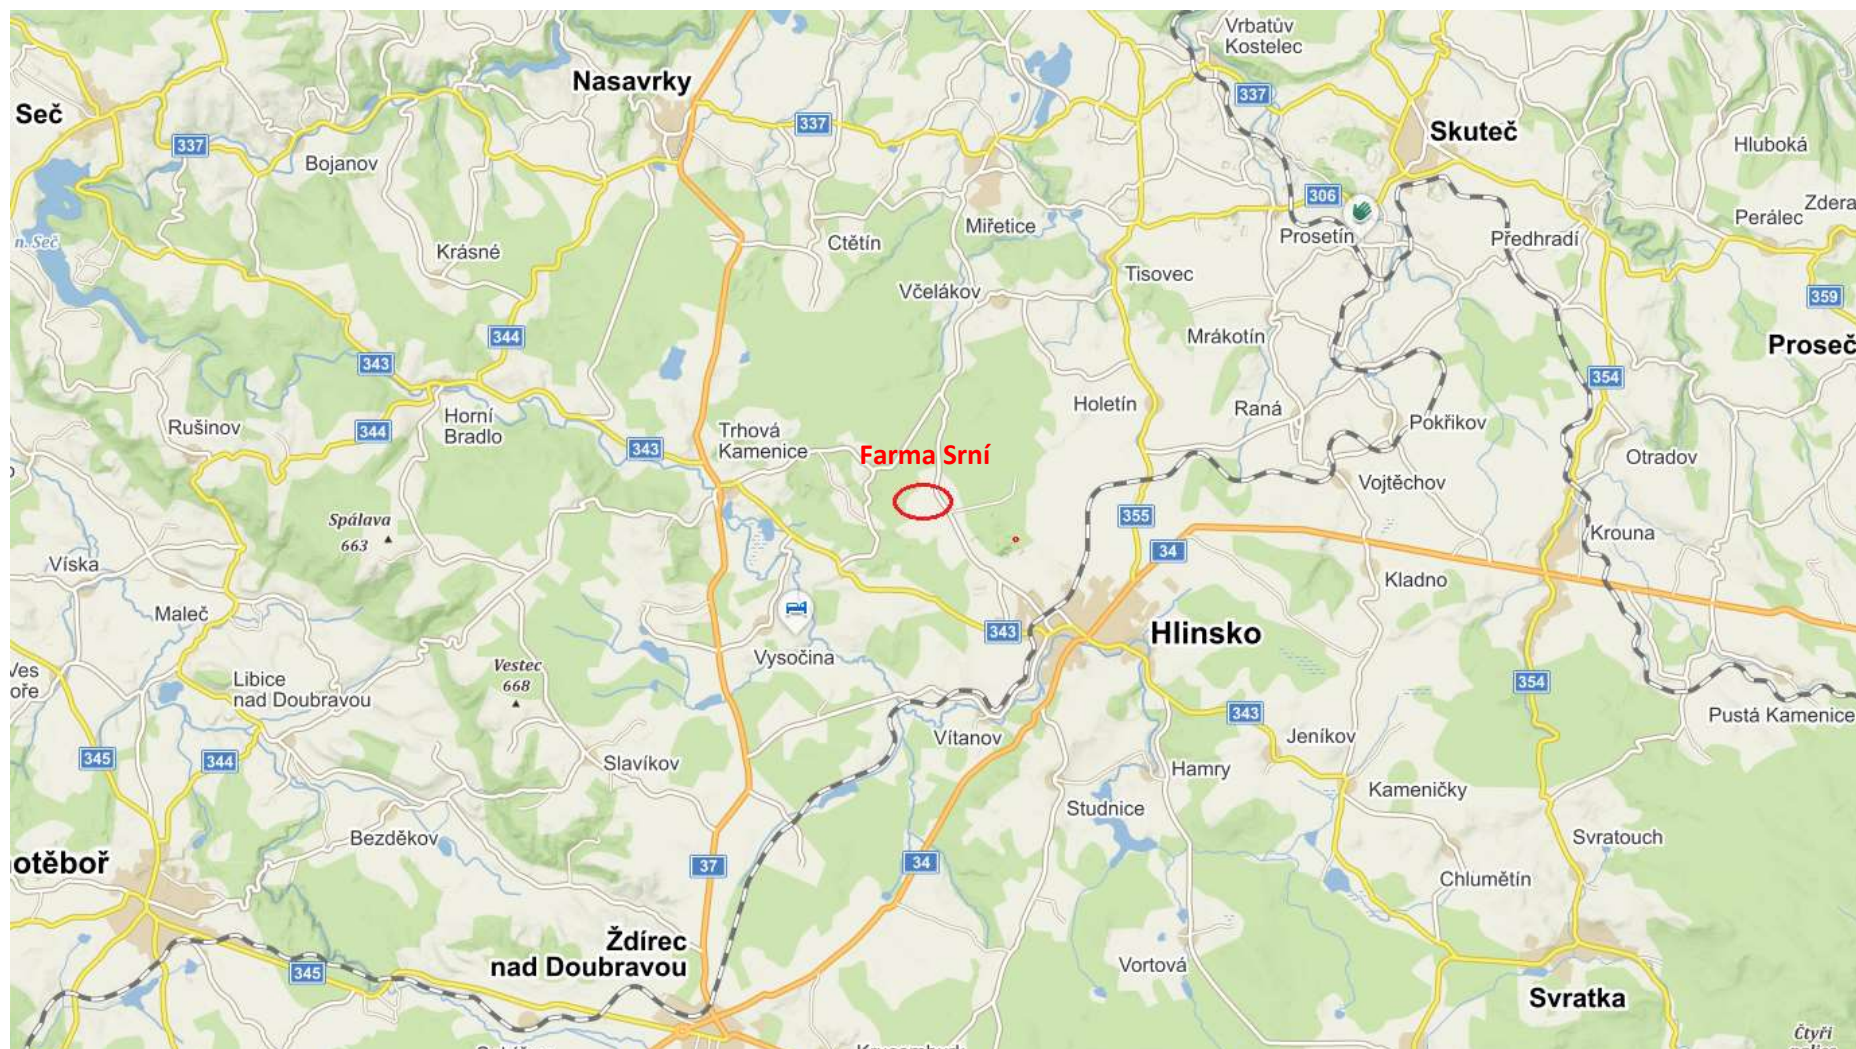 Vrbatův
Kostelec
Nasavrky
337
Seč
337
Skuteč
337
Hluboká
Bojanov
306
Zdera
Perálec
Miřetice
Prosetín
Předhradí
n. Seč
Ctětín
Krásné
Tisovec
Včelákov
359
344
Mrákotín
Proseč
343
354
Holetín
Raná
Horní
Bradlo
Pokřikov
Rušinov
344
Trhová
Kamenice
343
Farma Srní
Otradov
Vojtěchov
Spálava
663
355
Krouna
34
Víska
Kladno
Maleč
343
Hlinsko
Vysočina
Ves
oře
Vestec
668
Libice
nad Doubravou
354
343
Pustá Kamenice
Vítanov
Jeníkov
345
344
Slavíkov
Hamry
Kameničky
Studnice
Bezděkov
Svratouch
otěboř
37
34
Chlumětín
Ždírec
nad Doubravou
345
Vortová
Svratka
Čtyři